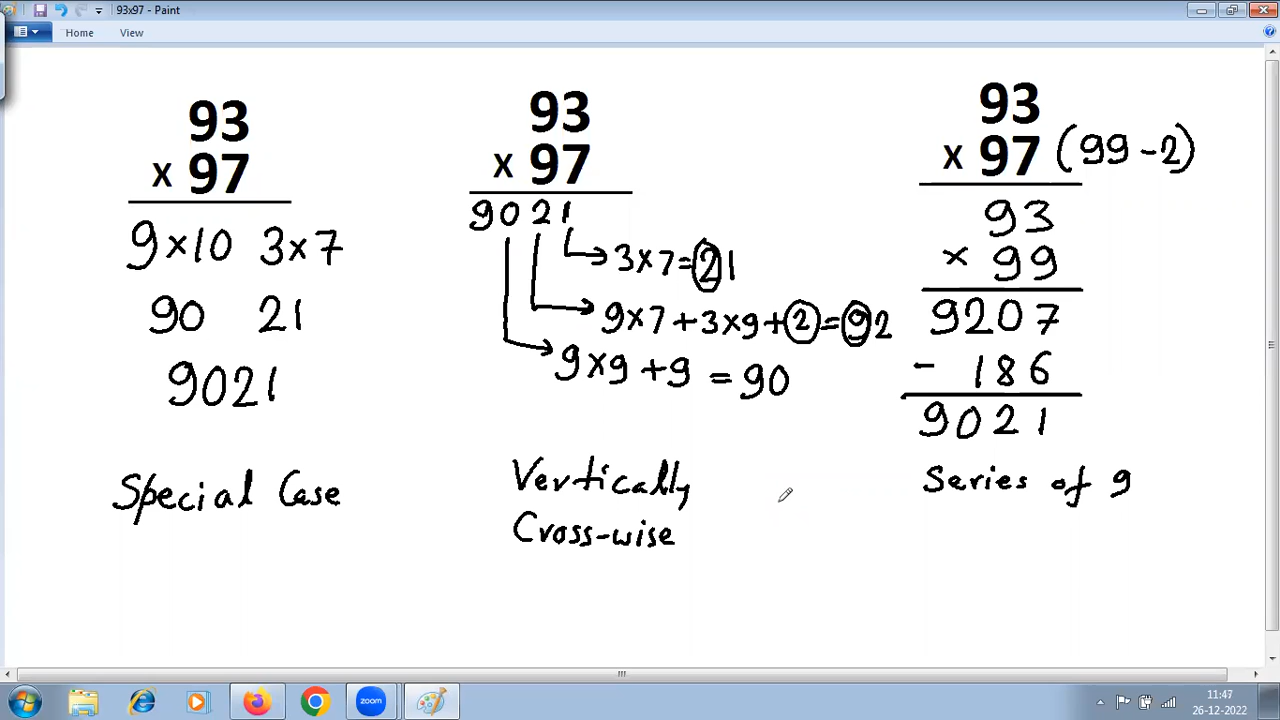 93x97 - Paint
Home View
93
x 97
9×10 3×7
90 21
9021
Special Case
93
x 97
9021
3×7=21
9×7+3×9+2=92
9×9+9=90
Vertically
Cross-wise
93
x 97 (99-2)
93
× 99
9207
- 186
9021
Series of 9
zoom
11:47
26-12-2022